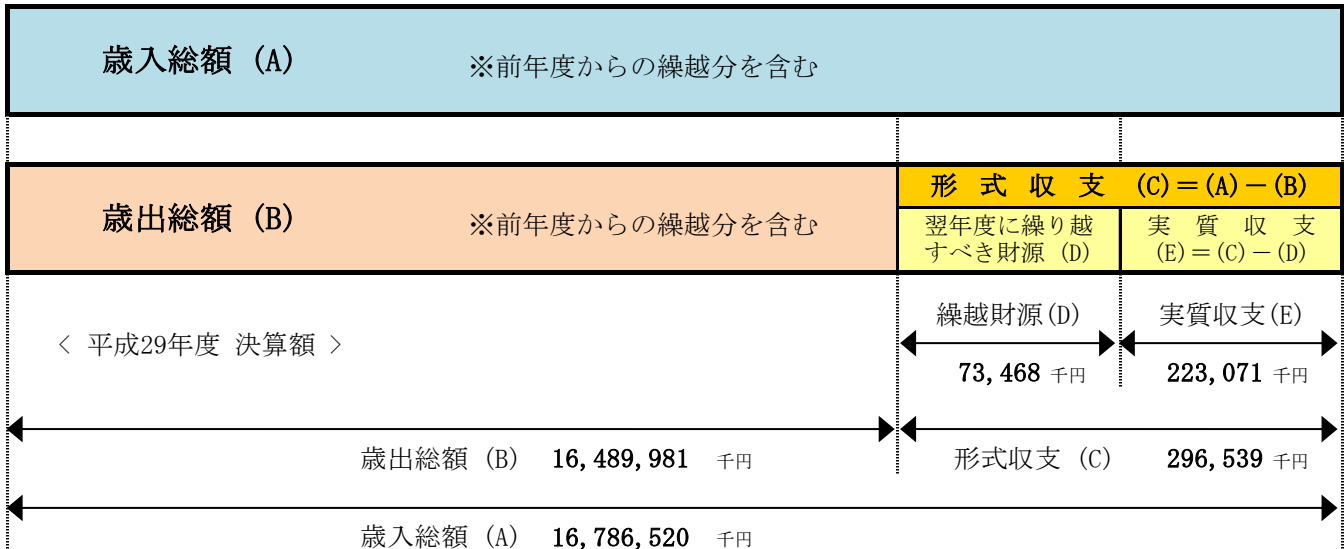 歳入総額 (A) ※前年度からの繰越分を含む
形 式 収 支 (C)＝(A)－(B)
歳出総額 (B) ※前年度からの繰越分を含む
翌年度に繰り越
すべき財源 (D)
実 質 収 支
(E)＝(C)－(D)
繰越財源(D) 実質収支(E)
< 平成29年度 決算額 >
73,468 千円 223,071 千円
歳出総額 (B) 16,489,981 千円 形式収支 (C) 296,539 千円
歳入総額 (A) 16,786,520 千円